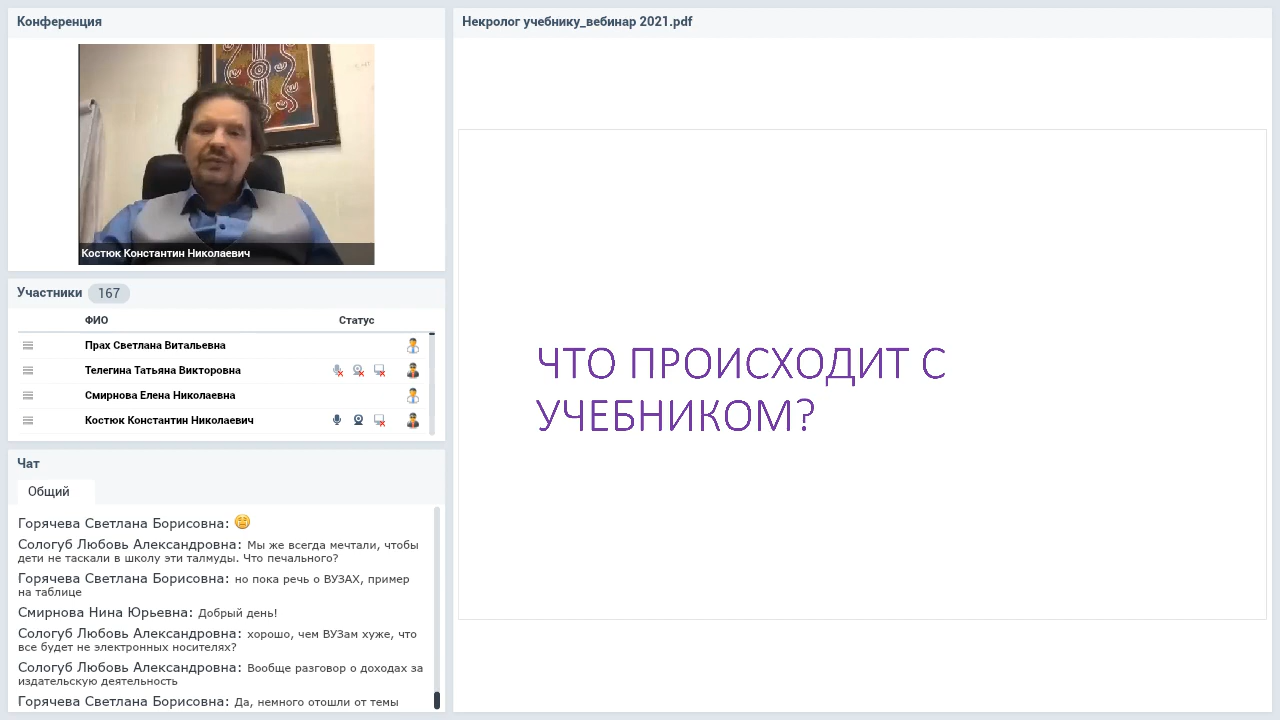 Конференция
Костюк Константин Николаевич
Участники 167
ФИО Статус
Прах Светлана Витальевна
Телегина Татьяна Викторовна
Смирнова Елена Николаевна
Костюк Константин Николаевич
Чат
Общий
Горячева Светлана Борисовна:
Сологуб Любовь Александровна: Мы же всегда мечтали, чтобы
дети не таскали в школу эти талмуды. Что печального?
Горячева Светлана Борисовна: но пока речь о ВУЗАХ, пример
на таблице
Смирнова Нина Юрьевна: Добрый день!
Сологуб Любовь Александровна: хорошо, чем ВУЗам хуже, что
все будет не электронных носителях?
Сологуб Любовь Александровна: Вообще разговор о доходах за
издательскую деятельность
Горячева Светлана Борисовна: Да, немного отошли от темы
Некролог учебнику_вебинар 2021.pdf
ЧТО ПРОИСХОДИТ С
УЧЕБНИКОМ?